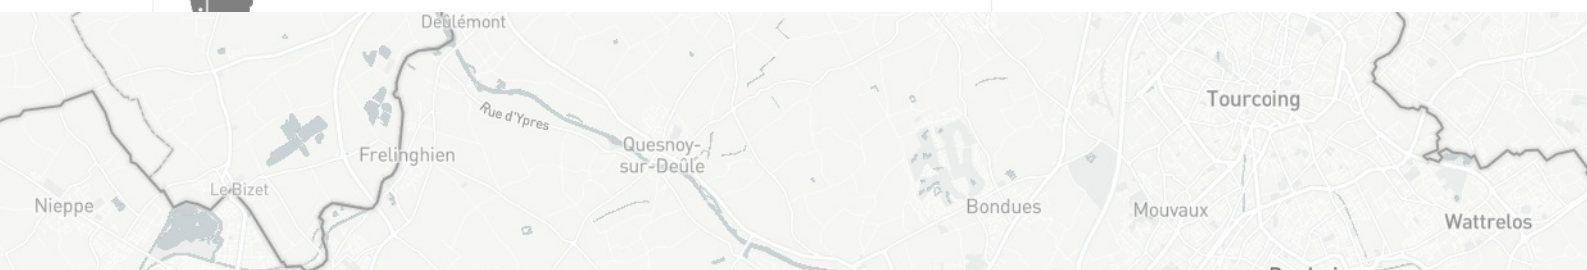 Deûlémont
Tourcoing
Rue d'Ypres
Quesnoy-
sur-Deûle
Frelinghien
Le Bizet
Nieppe
Bondues
Mouvaux
Wattrelos